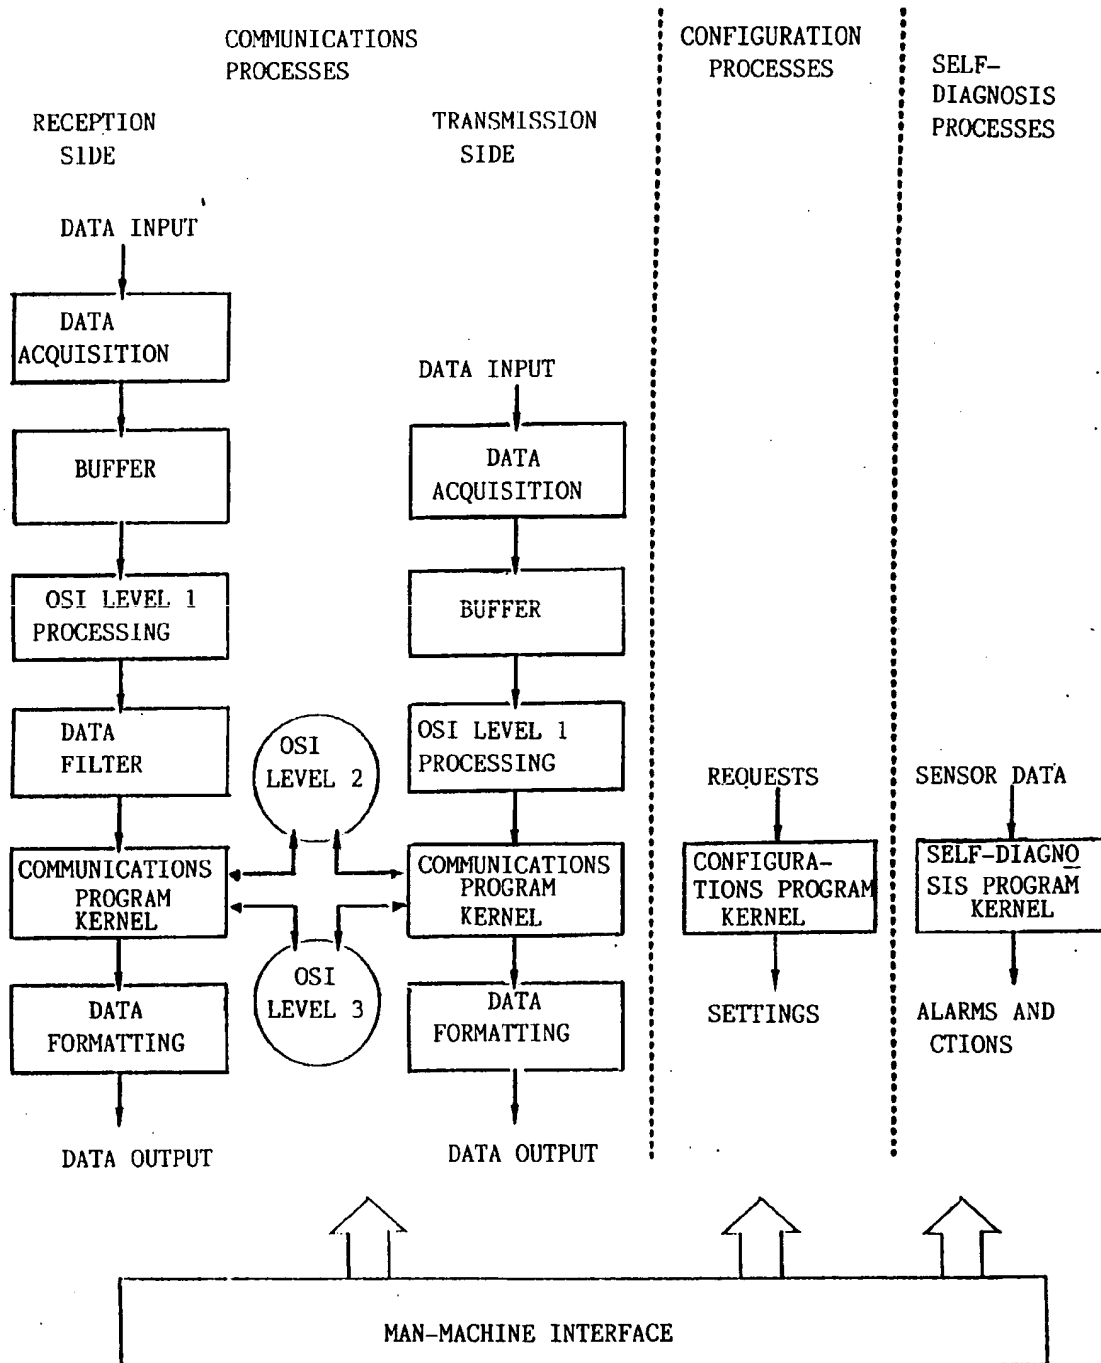 COMMUNICATIONS
PROCESSES
CONFIGURATION
PROCESSES
SELF-
DIAGNOSIS
PROCESSES
RECEPTION
SIDE
TRANSMISSION
SIDE
DATA INPUT
DATA
ACQUISITION
BUFFER
OSI LEVEL 1
PROCESSING
DATA
FILTER
COMMUNICATIONS
PROGRAM
KERNEL
DATA
FORMATTING
DATA OUTPUT
OSI
LEVEL 2
OSI
LEVEL 3
DATA INPUT
DATA
ACQUISITION
BUFFER
OSI LEVEL 1
PROCESSING
COMMUNICATIONS
PROGRAM
KERNEL
DATA
FORMATTING
DATA OUTPUT
REQUESTS
CONFIGURA-
TIONS PROGRAM
KERNEL
SETTINGS
SENSOR DATA
SELF-DIAGNO
SIS PROGRAM
KERNEL
ALARMS AND
CTIONS
MAN-MACHINE INTERFACE